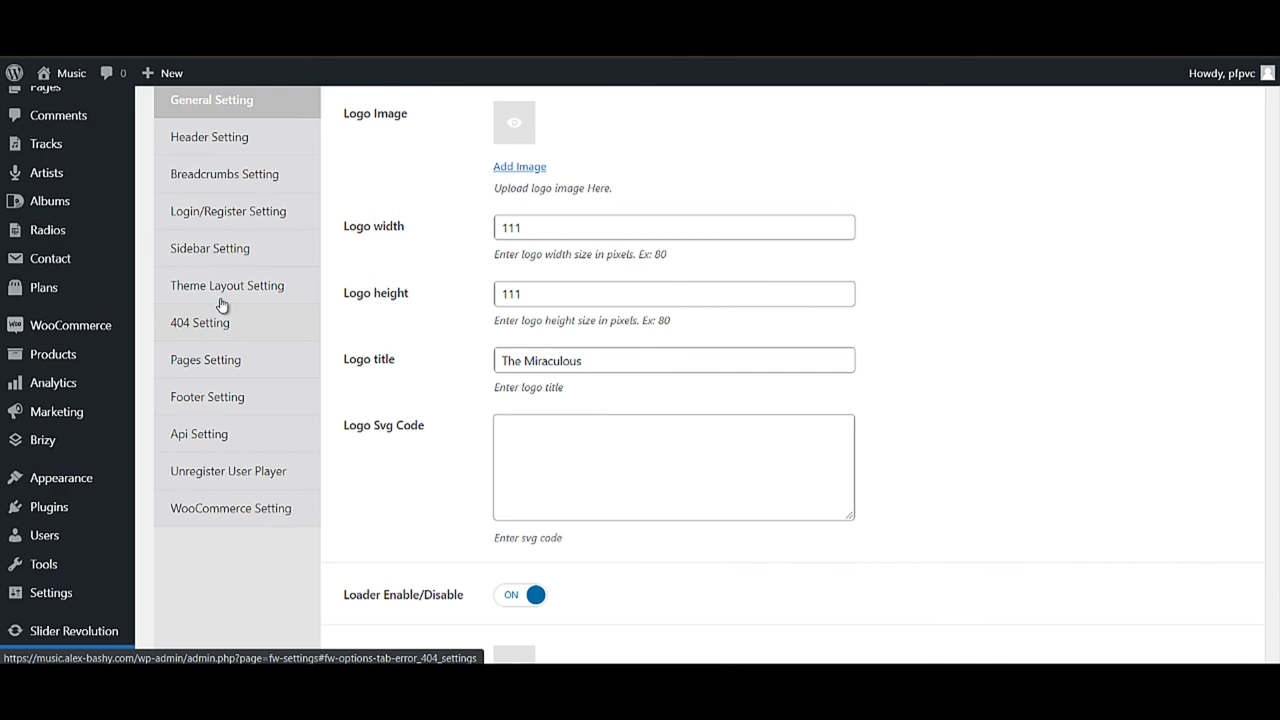 Music
0
New
Howdy, pfpvc
Pages
Comments
Tracks
Artists
Albums
Radios
Contact
Plans
WooCommerce
Products
Analytics
Marketing
Brizy
Appearance
Plugins
Users
Tools
Settings
Slider Revolution
General Setting
Header Setting
Breadcrumbs Setting
Login/Register Setting
Sidebar Setting
Theme Layout Setting
404 Setting
Pages Setting
Footer Setting
Api Setting
Unregister User Player
WooCommerce Setting
Logo Image
Add Image
Upload logo image Here.
Logo width
111
Enter logo width size in pixels. Ex: 80
Logo height
111
Enter logo height size in pixels. Ex: 80
Logo title
The Miraculous
Enter logo title
Logo Svg Code
Enter svg code
Loader Enable/Disable
ON
https://music.alex-bashy.com/wp-admin/admin.php?page=fw-settings#fw-options-tab-error_404_settings